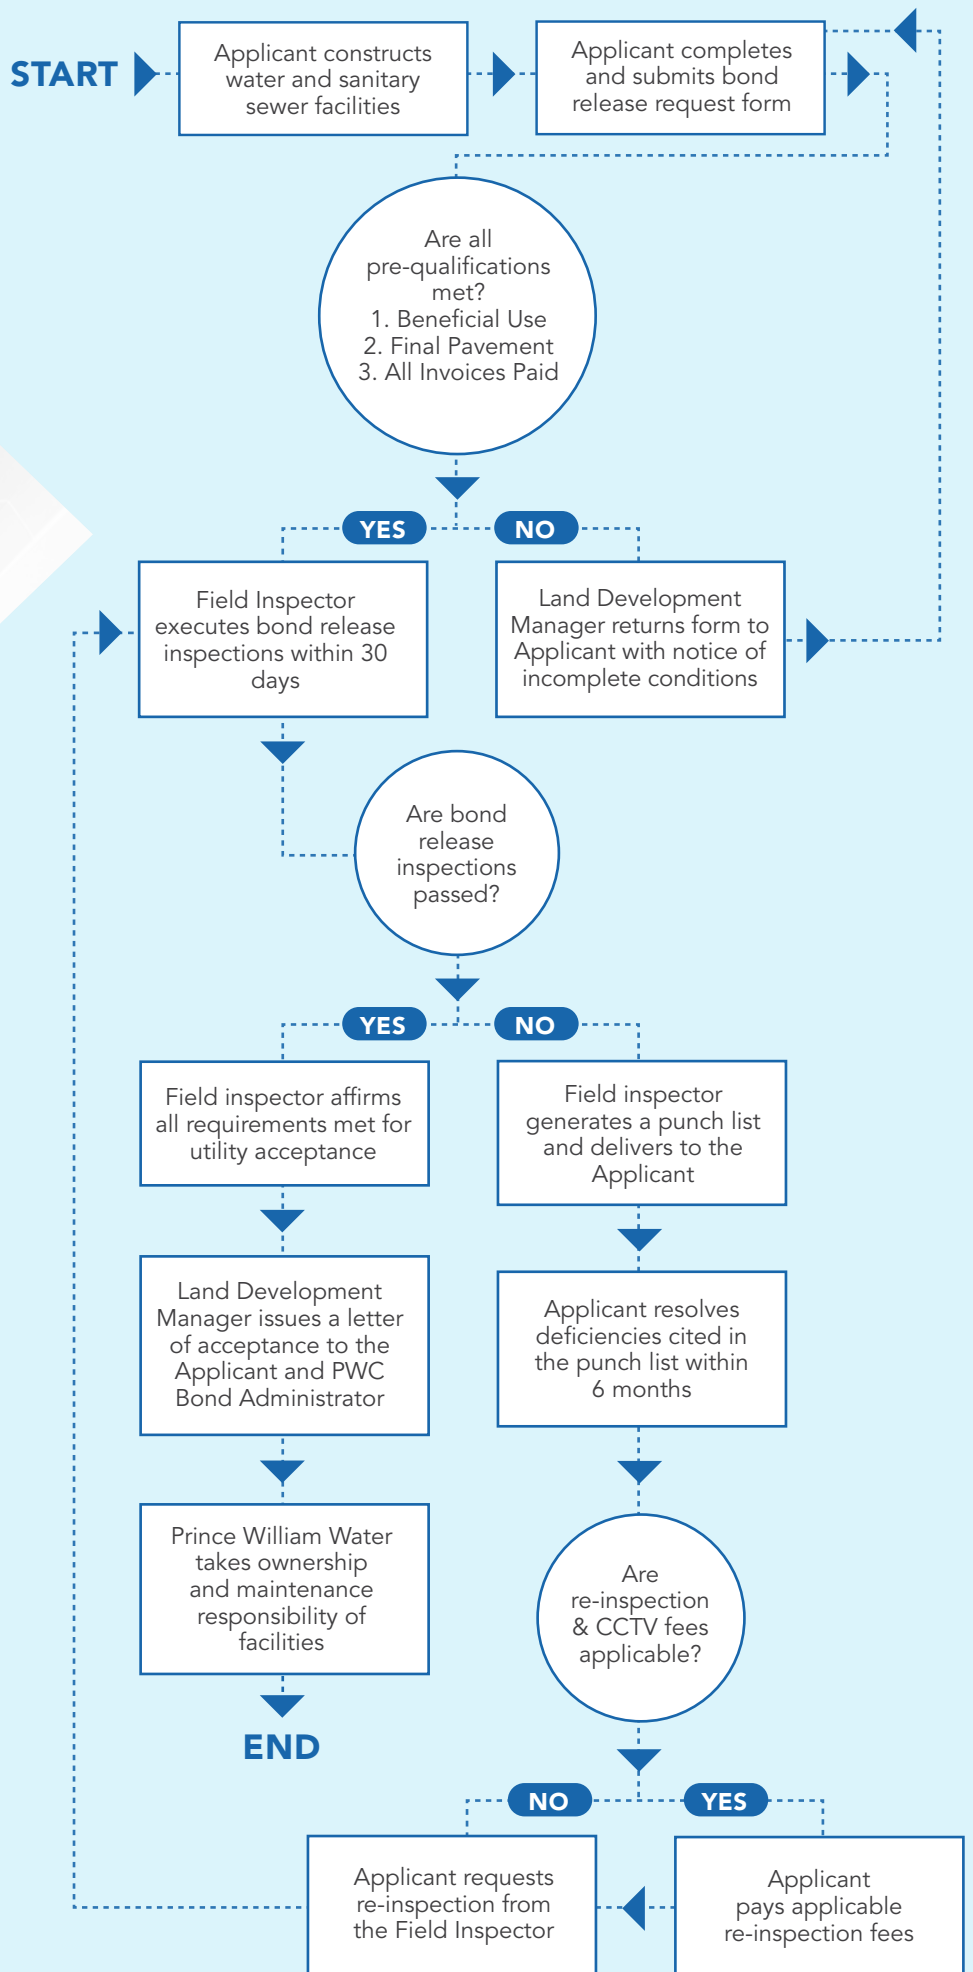 START
Applicant constructs
water and sanitary
sewer facilities
Applicant completes
and submits bond
release request form
Are all
pre-qualifications
met?
1. Beneficial Use
2. Final Pavement
3. All Invoices Paid
YES
NO
Field Inspector
executes bond release
inspections within 30
days
Land Development
Manager returns form to
Applicant with notice of
incomplete conditions
Are bond
release
inspections
passed?
YES
NO
Field inspector affirms
all requirements met for
utility acceptance
Field inspector
generates a punch list
and delivers to the
Applicant
Land Development
Manager issues a letter
of acceptance to the
Applicant and PWC
Bond Administrator
Applicant resolves
deficiencies cited in
the punch list within
6 months
Prince William Water
takes ownership
and maintenance
responsibility of
facilities
END
Are
re-inspection
& CCTV fees
applicable?
NO
YES
Applicant requests
re-inspection from
the Field Inspector
Applicant
pays applicable
re-inspection fees